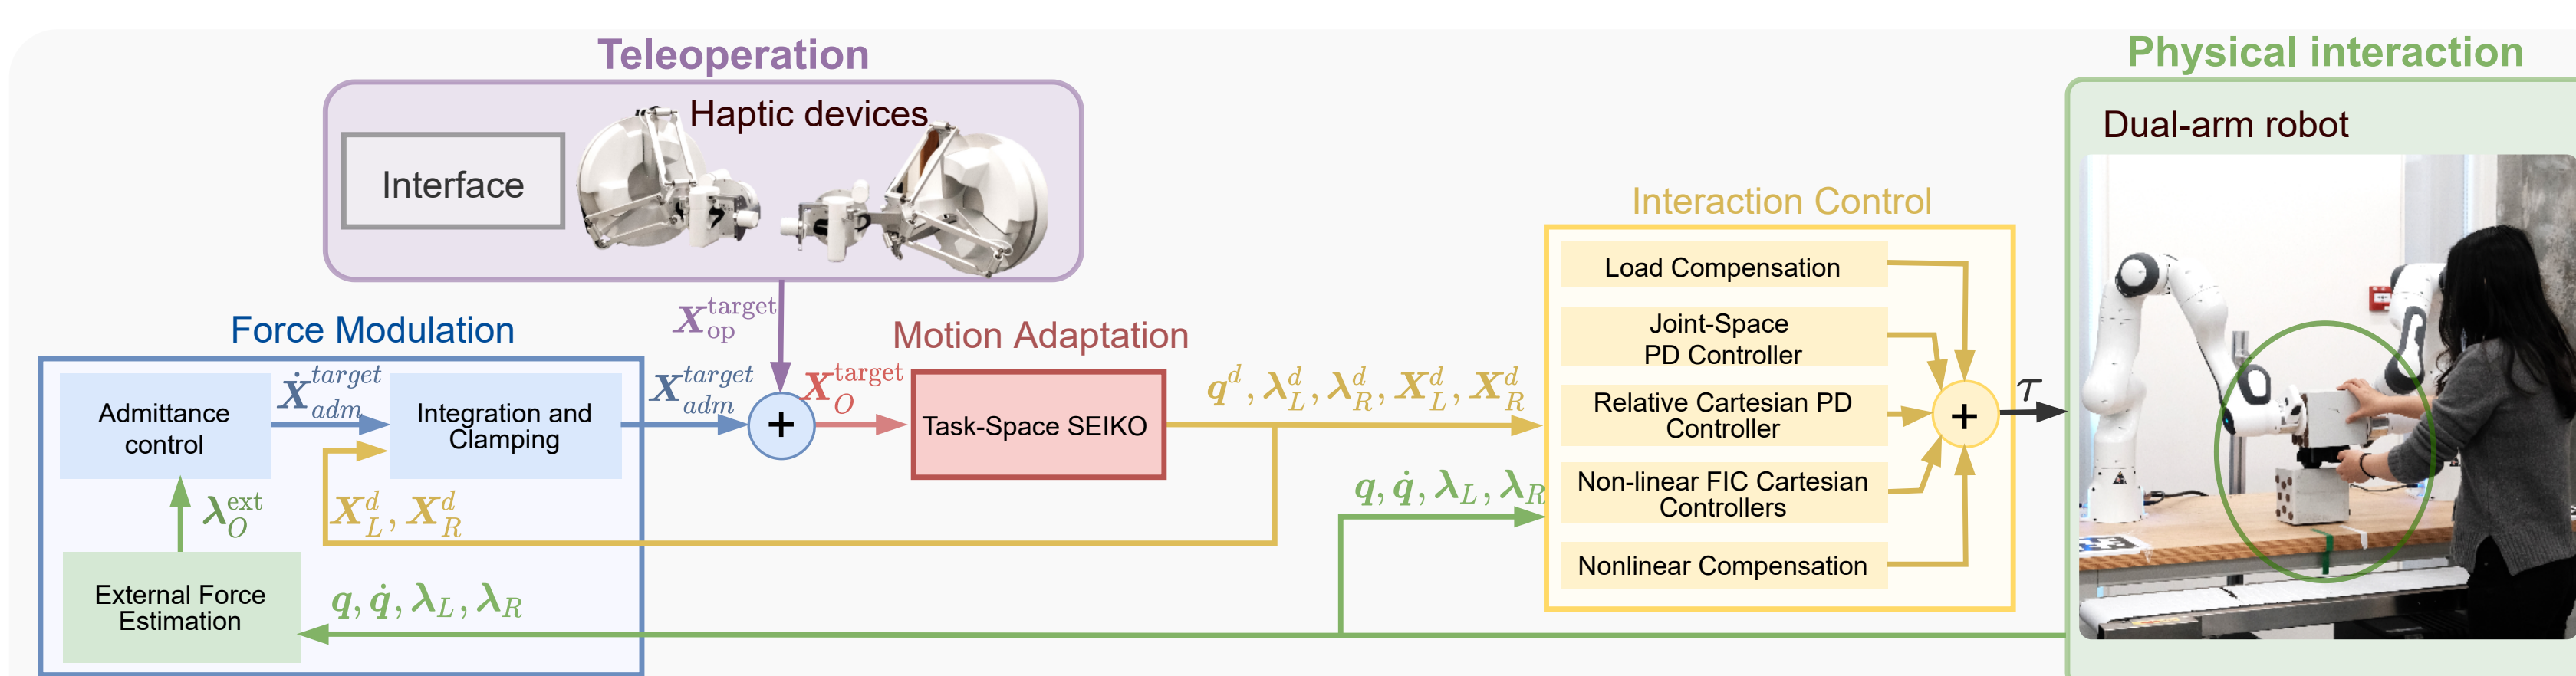 Teleoperation
Physical interaction
Haptic devices
Interface
Dual-arm robot
Interaction Control
Load Compensation
Joint-Space
PD Controller
Relative Cartesian PD
Controller
Non-linear FIC Cartesian
Controllers
Nonlinear Compensation
+
τ
X_op^target
Force Modulation
Motion Adaptation
Admittance
control
Ẋ_adm^target
Integration and
Clamping
X_adm^target
+
X_O^target
Task-Space SEIKO
q^d, λ_L^d, λ_R^d, X_L^d, X_R^d
q, q̇, λ_L, λ_R
λ_O^ext
X_L^d, X_R^d
External Force
Estimation
q, q̇, λ_L, λ_R